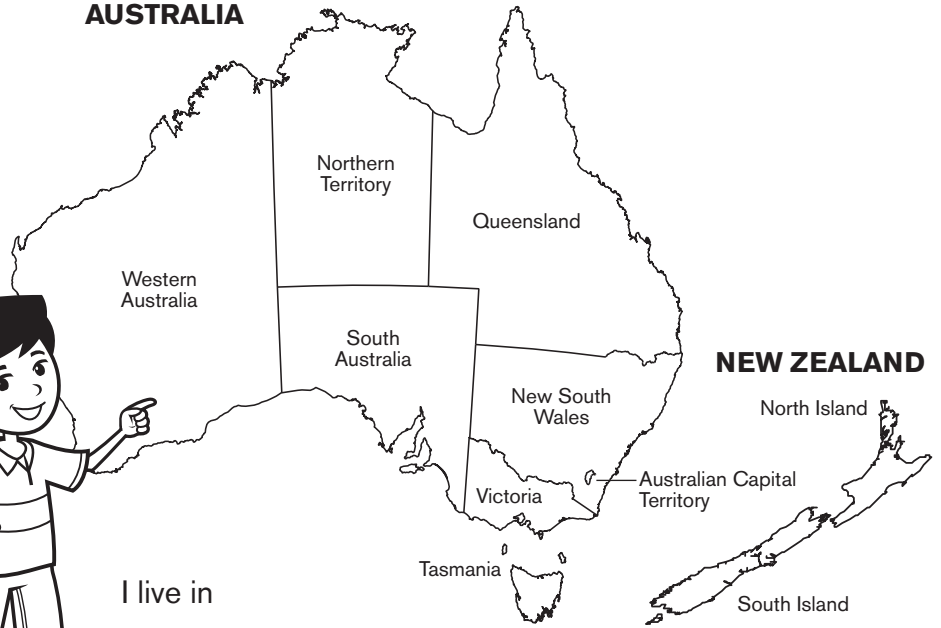 AUSTRALIA
Northern
Territory
Queensland
Western
Australia
South
Australia
NEW ZEALAND
New South
Wales
North Island
Australian Capital
Territory
Victoria
Tasmania
I live in
South Island